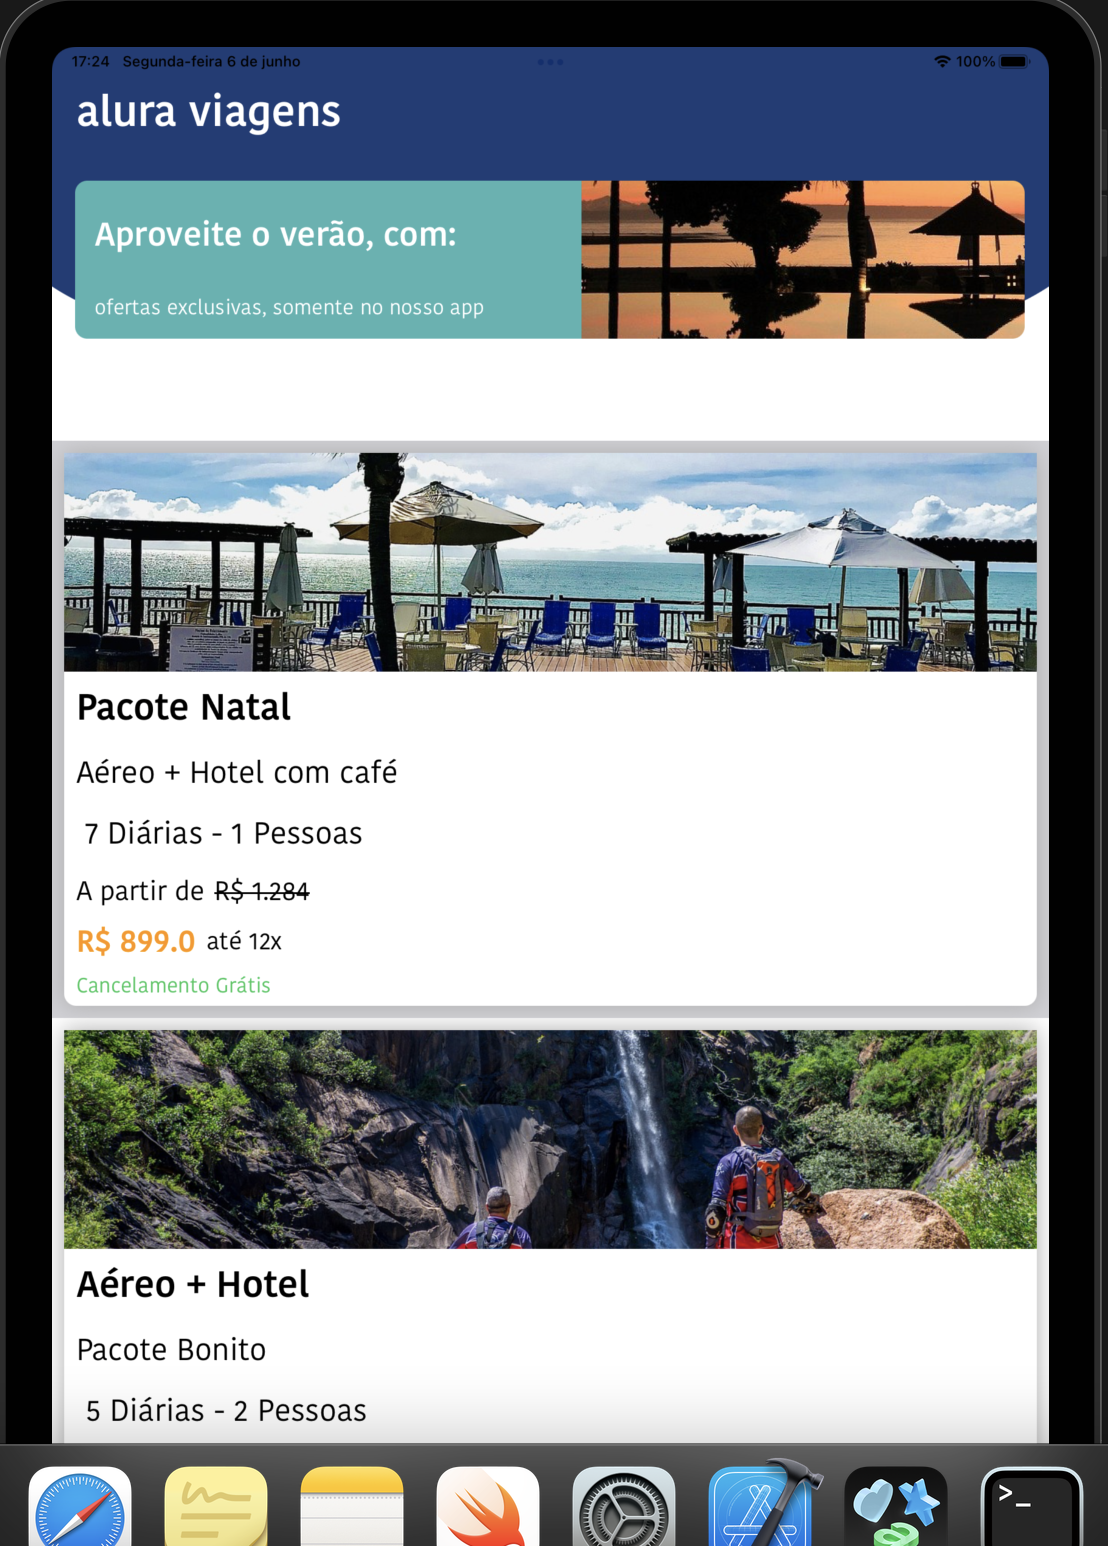 17:24 Segunda-feira 6 de junho
100%
alura viagens
Aproveite o verão, com:
ofertas exclusivas, somente no nosso app
Pacote Natal
Aéreo + Hotel com café
7 Diárias - 1 Pessoas
A partir de R$ 1.284
R$ 899.0 até 12x
Cancelamento Grátis
Aéreo + Hotel
Pacote Bonito
5 Diárias - 2 Pessoas
>_